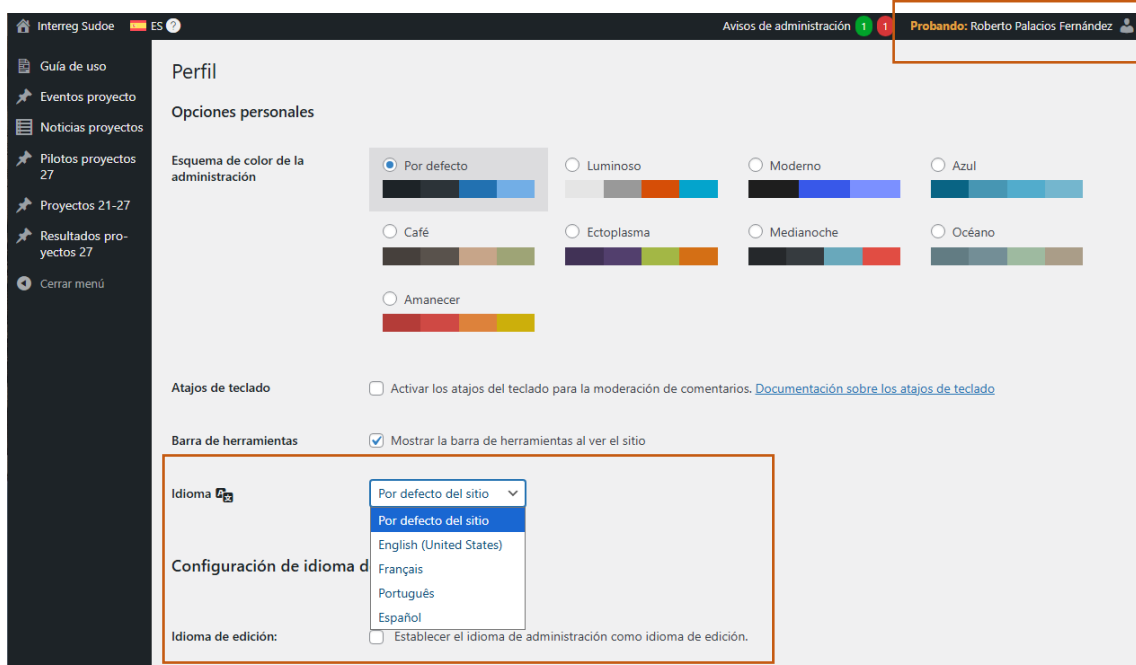 Interreg Sudoe ES ? Avisos de administración 1 1 Probando: Roberto Palacios Fernández
Guía de uso
Eventos proyecto
Noticias proyectos
Pilotos proyectos
27
Proyectos 21-27
Resultados pro-
yectos 27
Cerrar menú
Perfil
Opciones personales
Esquema de color de la
administración
Por defecto Luminoso Moderno Azul
Café Ectoplasma Medianoche Océano
Amanecer
Atajos de teclado Activar los atajos del teclado para la moderación de comentarios. Documentación sobre los atajos de teclado
Barra de herramientas Mostrar la barra de herramientas al ver el sitio
Idioma Por defecto del sitio
Por defecto del sitio
English (United States)
Configuración de idioma d
Français
Português
Español
Idioma de edición: Establecer el idioma de administración como idioma de edición.